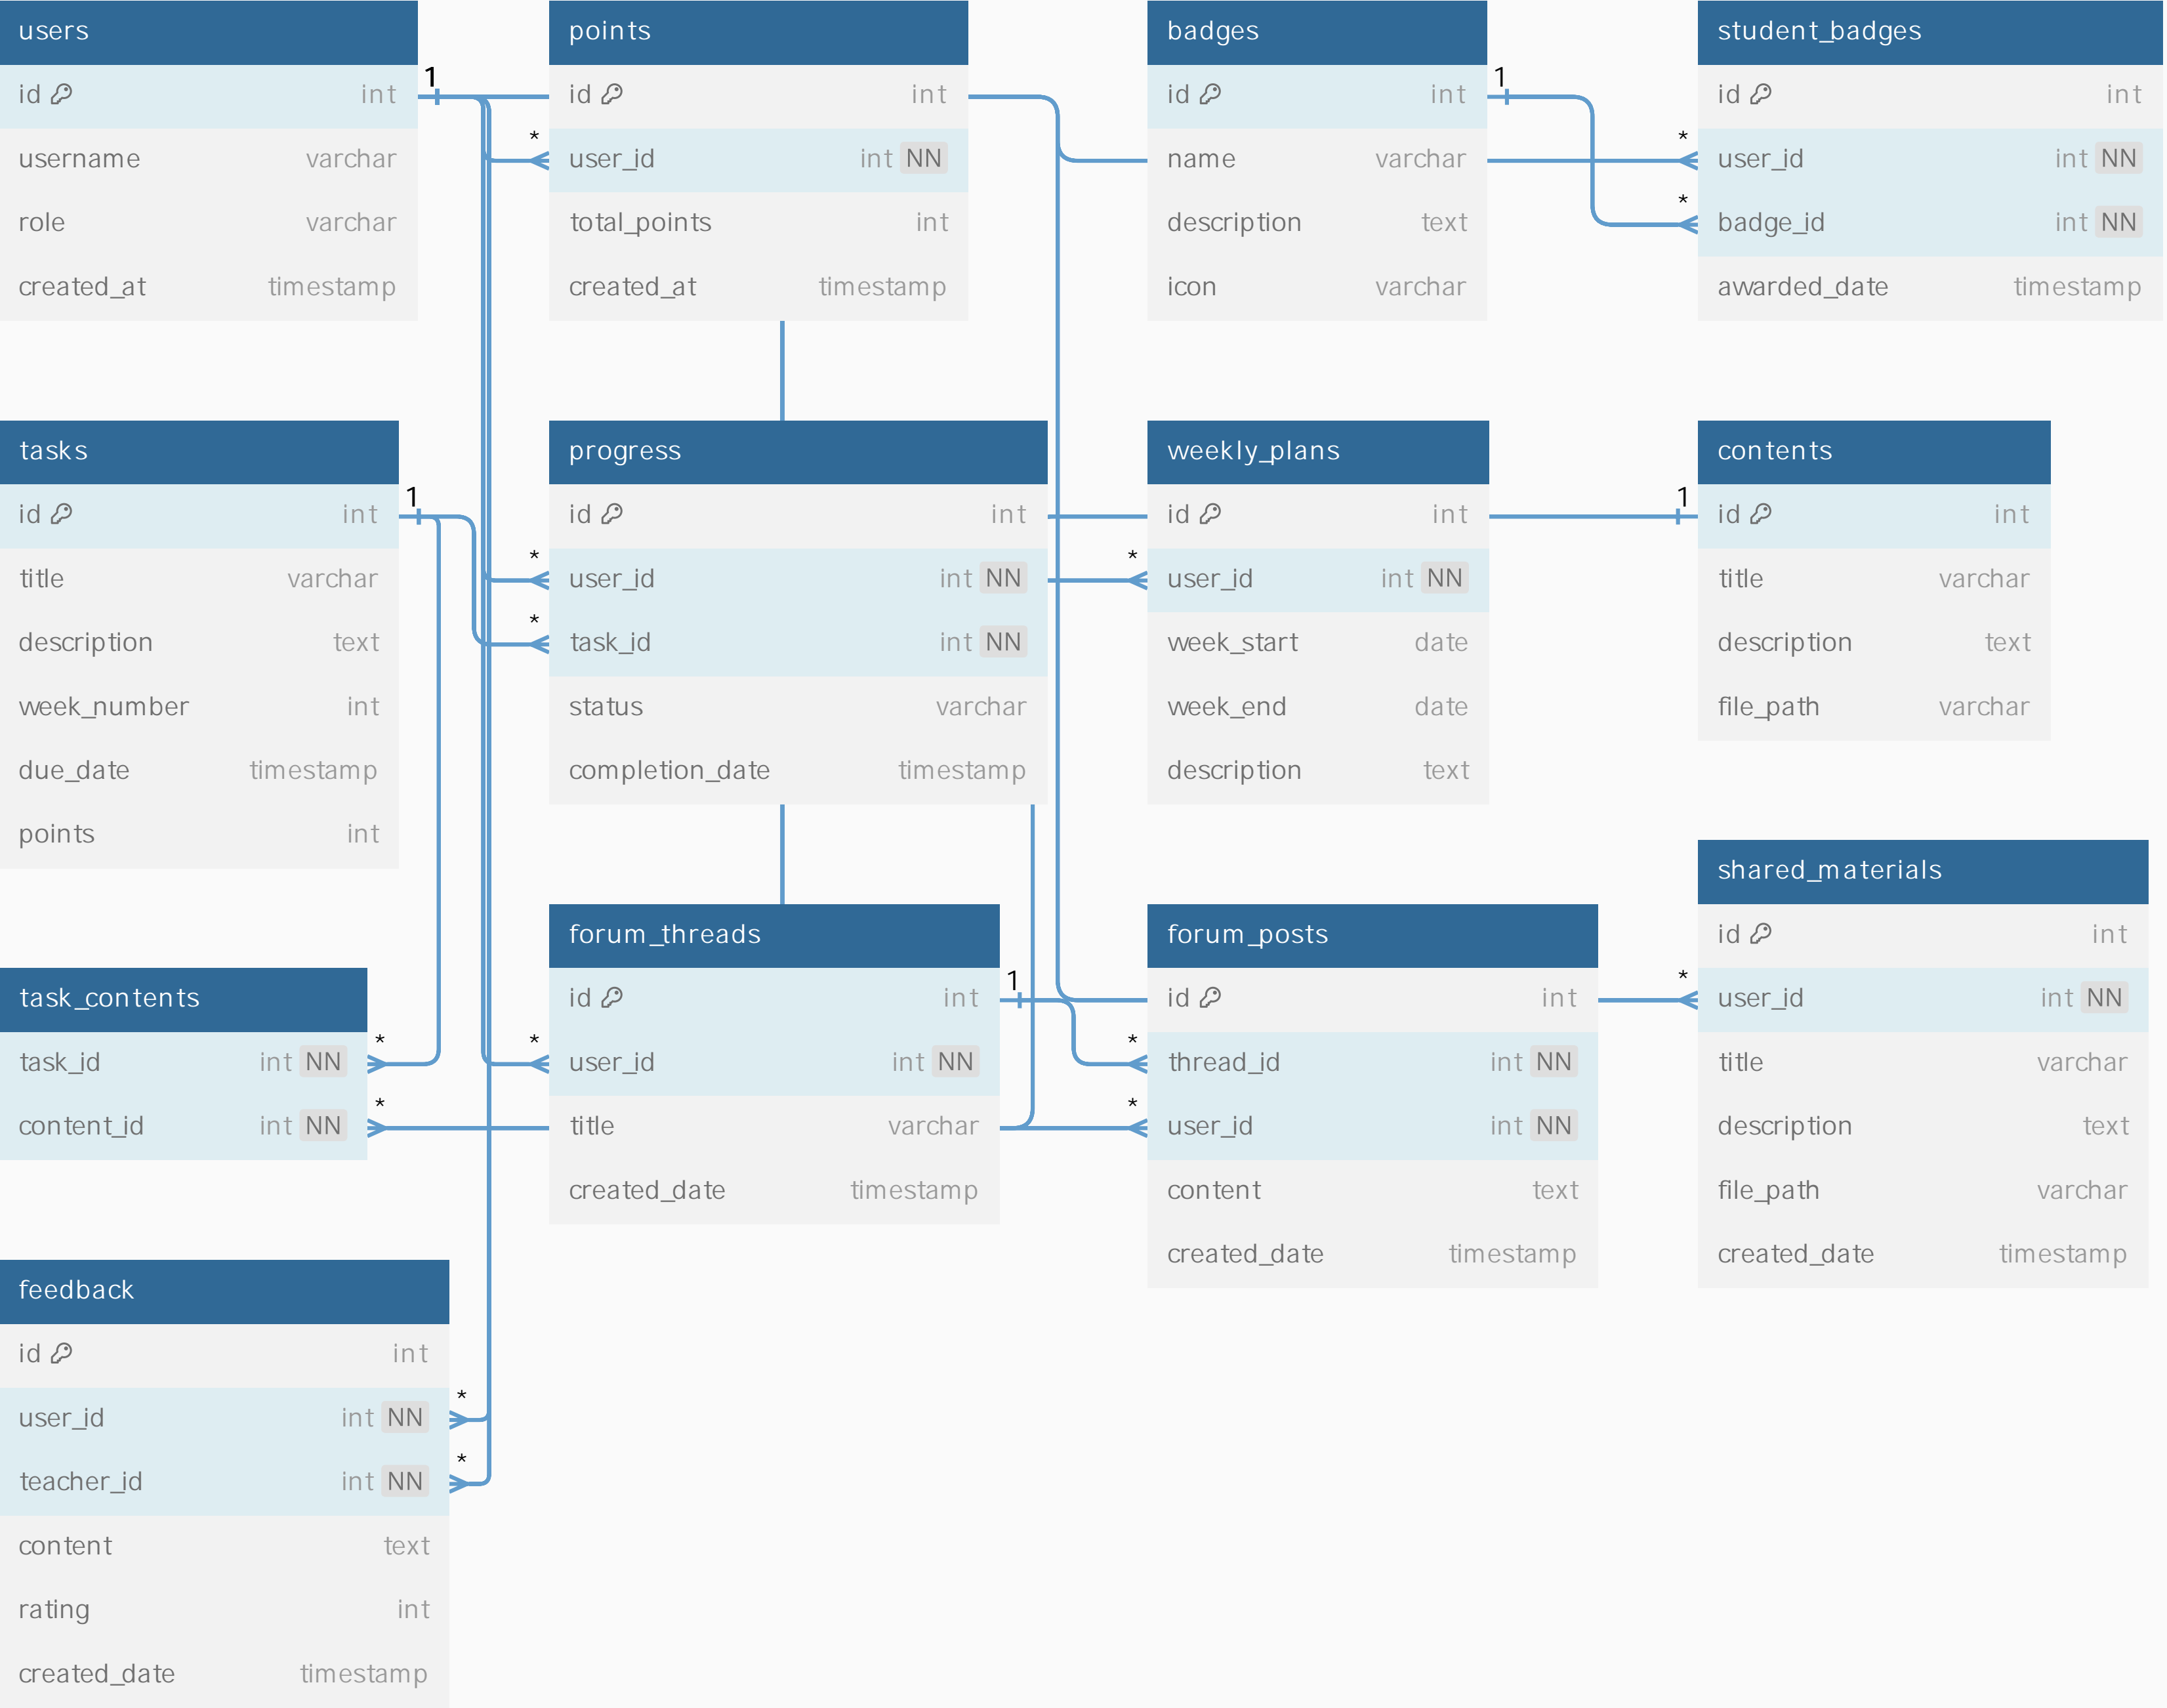 users
id int
username varchar
role varchar
created_at timestamp
1
points
id int
* user_id int NN
total_points int
created_at timestamp
badges
id int
name varchar
description text
icon varchar
1
student_badges
id int
* user_id int NN
* badge_id int NN
awarded_date timestamp
tasks
id int
title varchar
description text
week_number int
due_date timestamp
points int
1
progress
id int
* user_id int NN
* task_id int NN
status varchar
completion_date timestamp
weekly_plans
id int
* user_id int NN
week_start date
week_end date
description text
1
contents
id int
title varchar
description text
file_path varchar
task_contents
task_id int NN *
content_id int NN *
forum_threads
id int
* user_id int NN
title varchar
created_date timestamp
1
forum_posts
id int
* thread_id int NN
* user_id int NN
content text
created_date timestamp
shared_materials
id int
* user_id int NN
title varchar
description text
file_path varchar
created_date timestamp
feedback
id int
user_id int NN *
teacher_id int NN *
content text
rating int
created_date timestamp